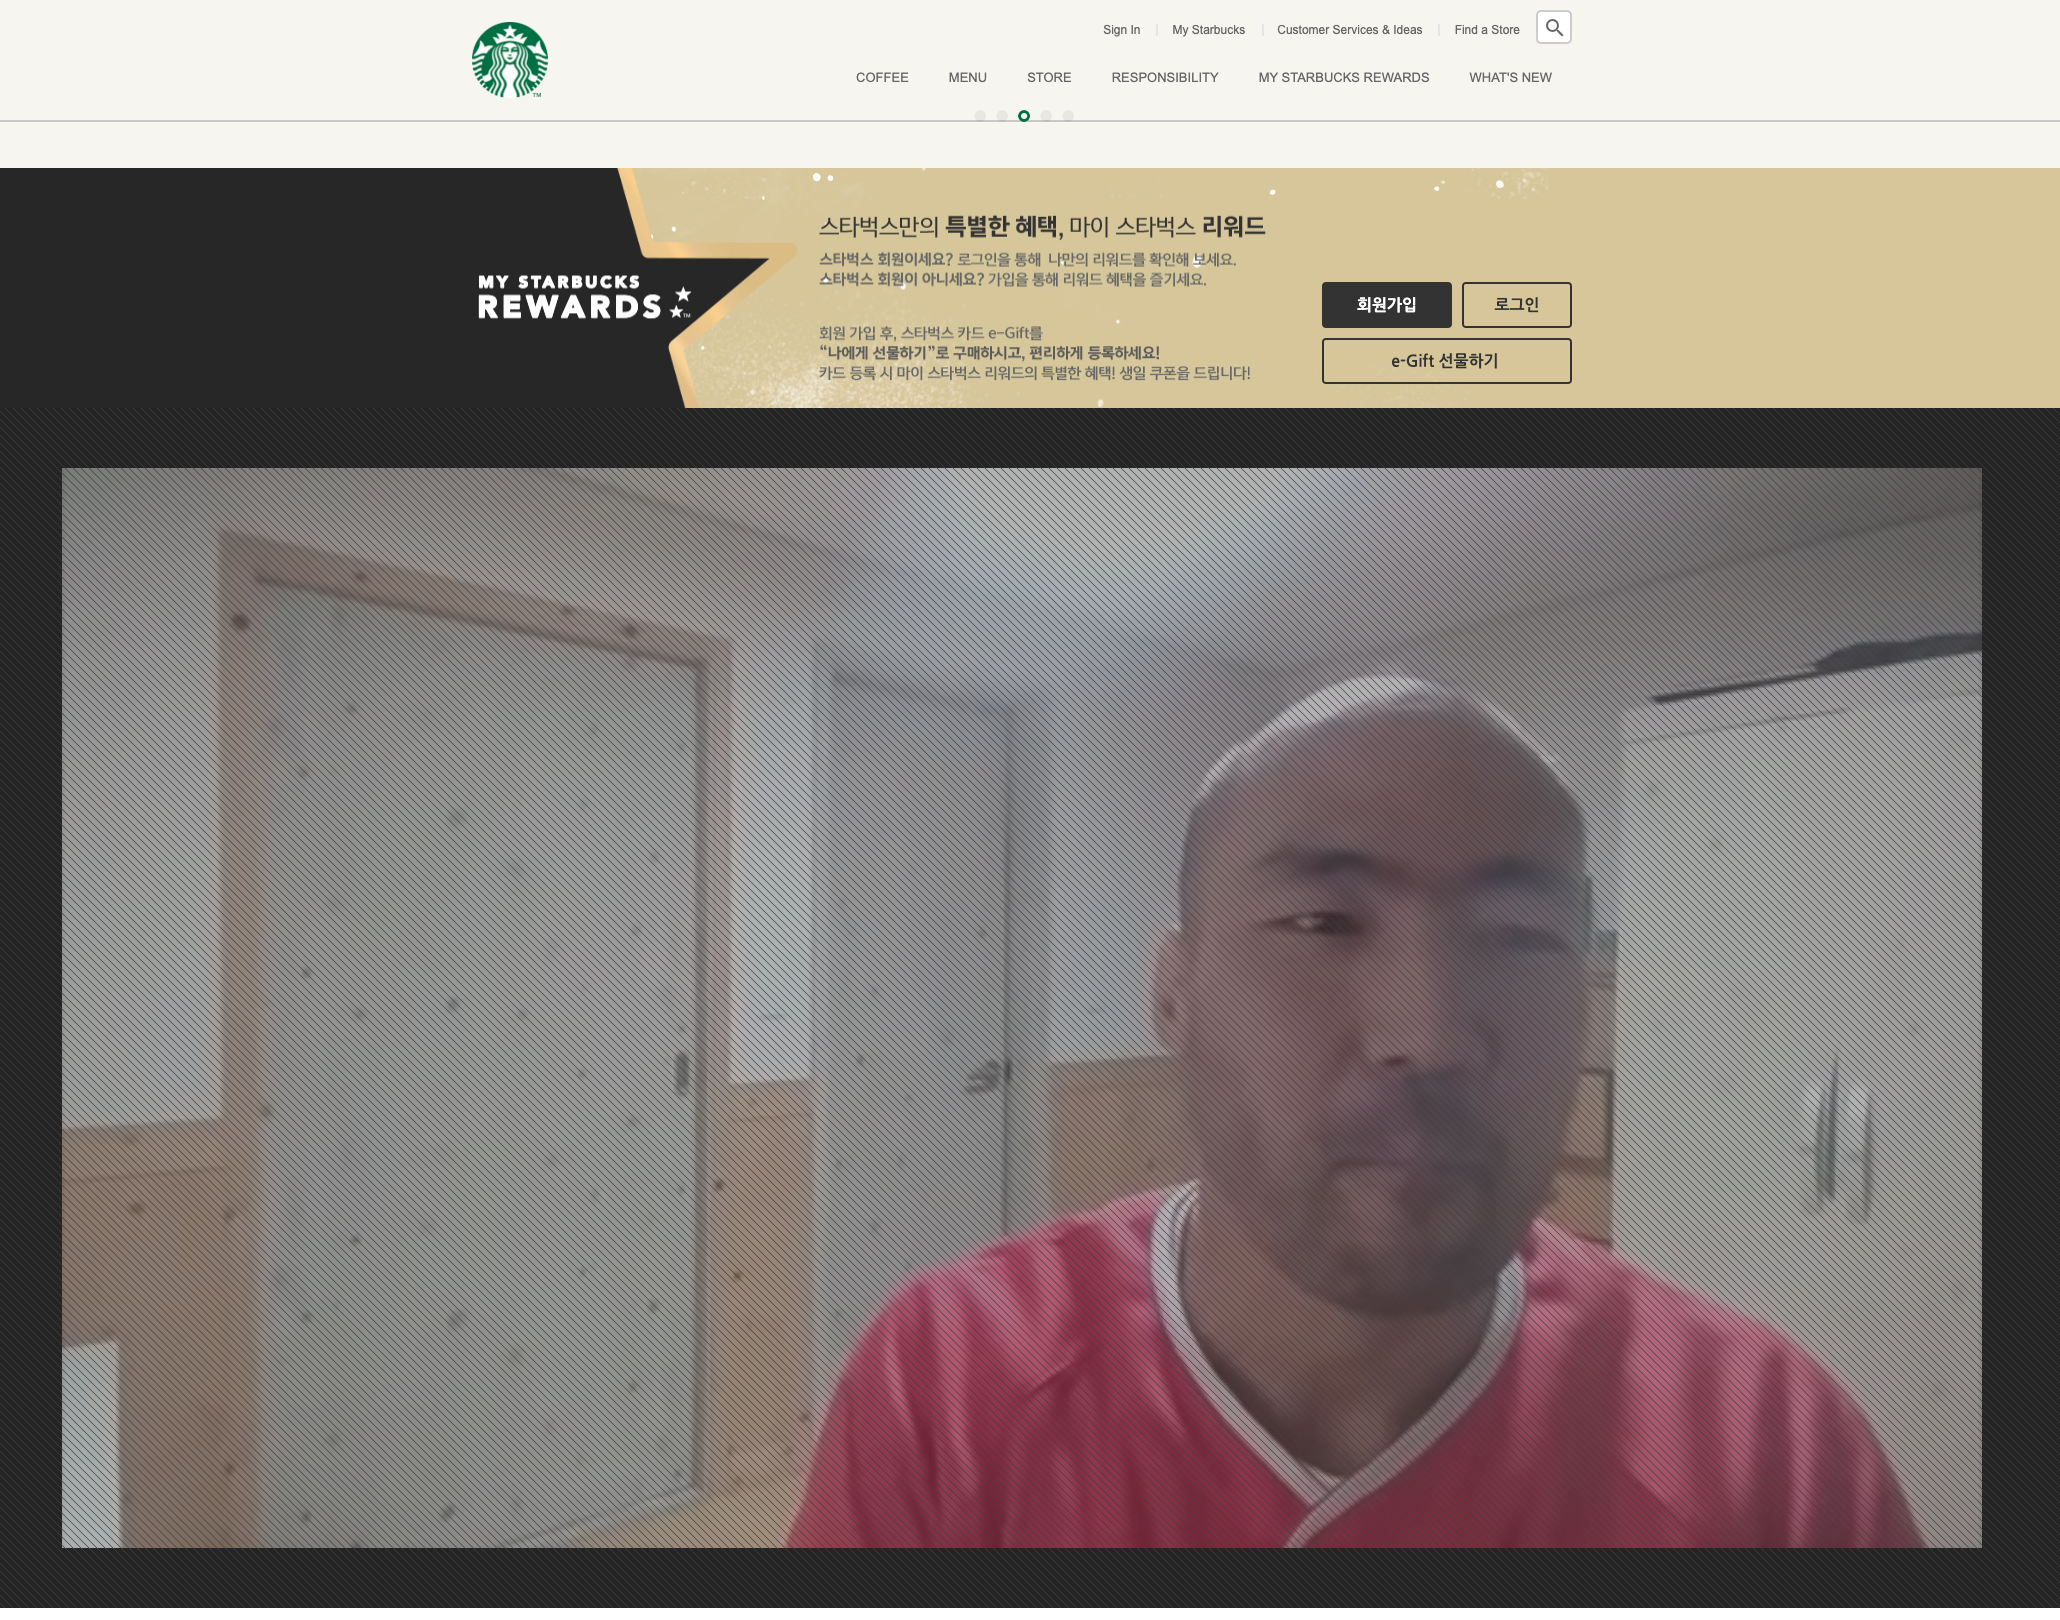 Sign In
My Starbucks
Customer Services & Ideas
Find a Store
COFFEE
MENU
STORE
RESPONSIBILITY
MY STARBUCKS REWARDS
WHAT'S NEW
MY STARBUCKS
REWARDS™
스타벅스만의 특별한 혜택, 마이 스타벅스 리워드
스타벅스 회원이세요? 로그인을 통해 나만의 리워드를 확인해 보세요.
스타벅스 회원이 아니세요? 가입을 통해 리워드 혜택을 즐기세요.
회원 가입 후, 스타벅스 카드 e-Gift를
“나에게 선물하기”로 구매하시고, 편리하게 등록하세요!
카드 등록 시 마이 스타벅스 리워드의 특별한 혜택! 생일 쿠폰을 드립니다!
회원가입
로그인
e-Gift 선물하기